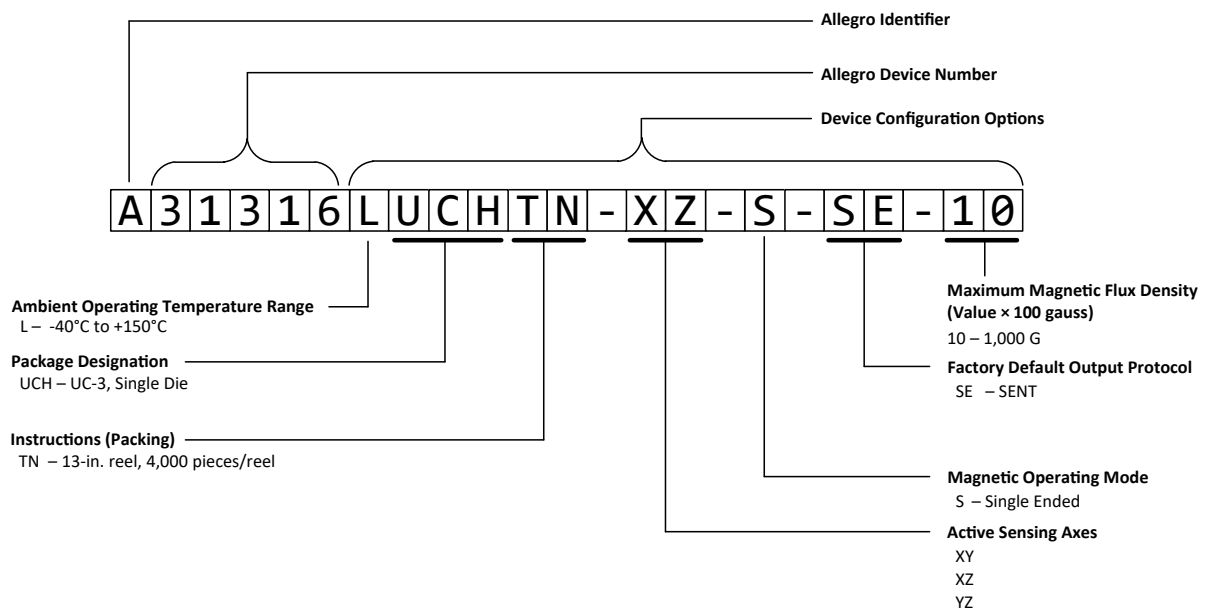 Allegro Identifier
Allegro Device Number
Device Configuration Options
A31316LUCHTN-XZ-S-SE-10
Ambient Operating Temperature Range
L – -40°C to +150°C
Package Designation
UCH – UC-3, Single Die
Instructions (Packing)
TN – 13-in. reel, 4,000 pieces/reel
Maximum Magnetic Flux Density
(Value × 100 gauss)
10 – 1,000 G
Factory Default Output Protocol
SE – SENT
Magnetic Operating Mode
S – Single Ended
Active Sensing Axes
XY
XZ
YZ